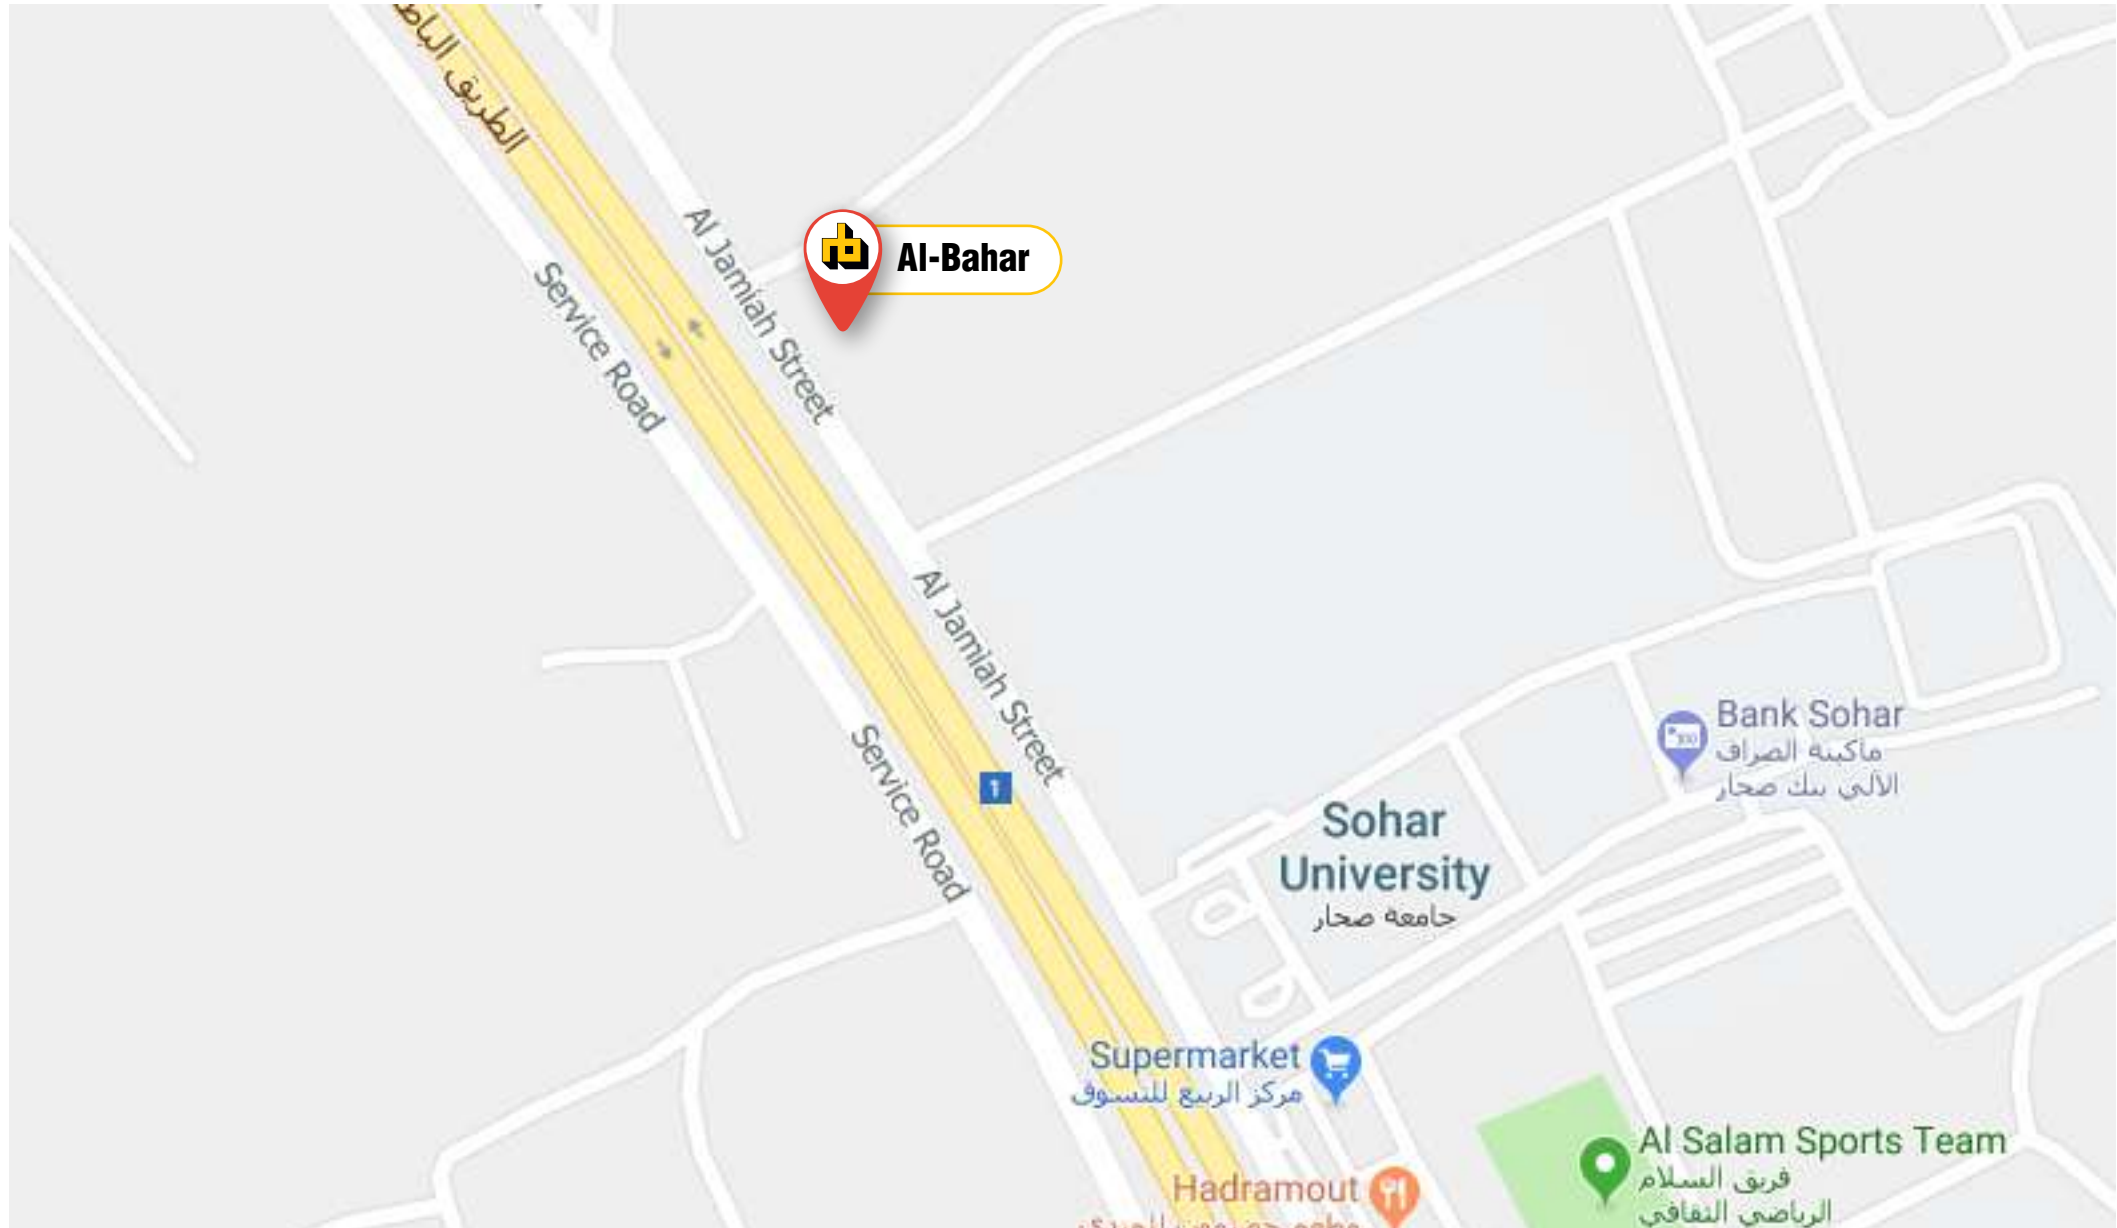 الطريق
Al Jamiah Street
Al-Bahar
Service Road
Al Jamiah Street
Service Road
1
Bank Sohar
ماكينة الصراف
الآلي بنك صحار
Sohar
University
جامعة صحار
Supermarket
مركز الربيع للتسوق
Al Salam Sports Team
فريق السلام
الرياضي الثقافي
Hadramout